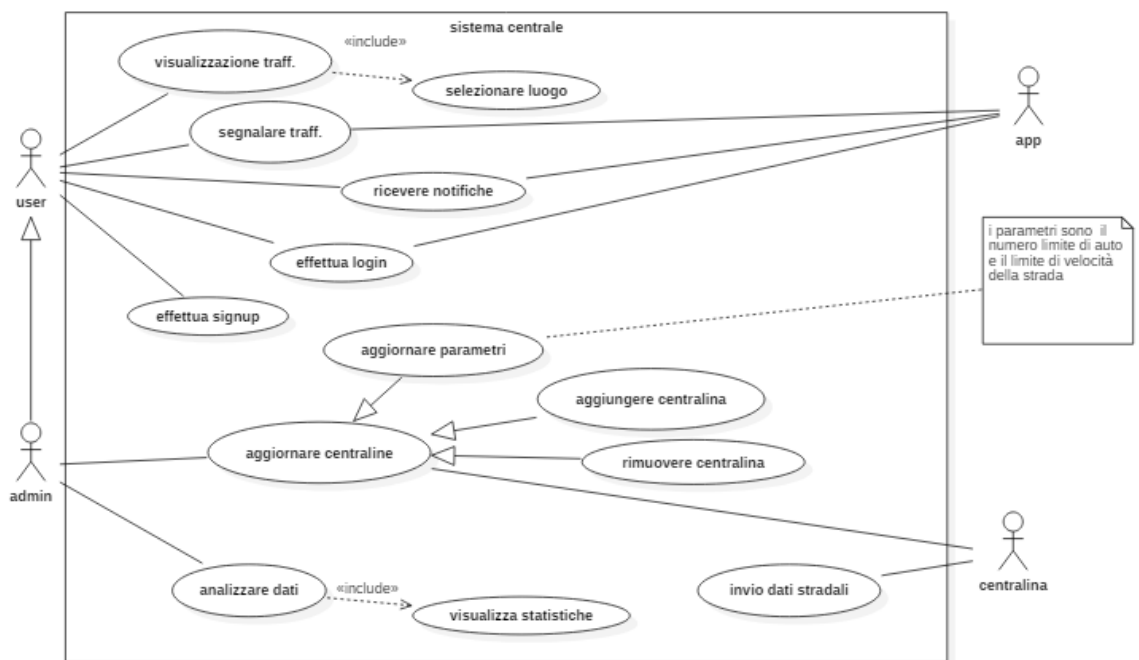 sistema centrale
visualizzazione traff.
«include»
selezionare luogo
segnalare traff.
app
user
ricevere notifiche
i parametri sono il
numero limite di auto
e il limite di velocità
della strada
effettua login
effettua signup
aggiornare parametri
aggiungere centralina
aggiornare centraline
rimuovere centralina
admin
analizzare dati
«include»
visualizza statistiche
invio dati stradali
centralina